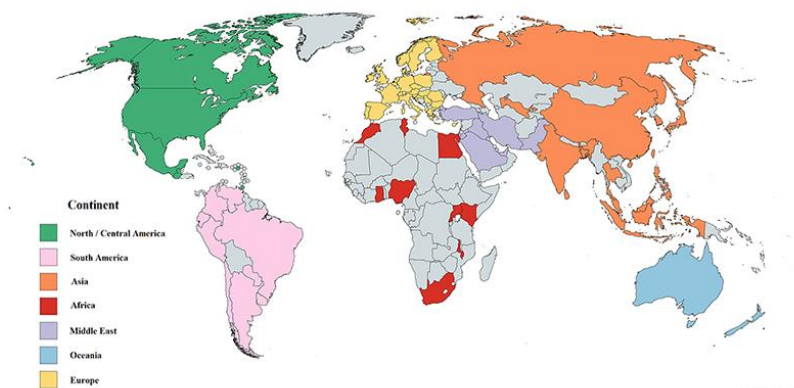 Continent
North / Central America
South America
Asia
Africa
Middle East
Oceania
Europe